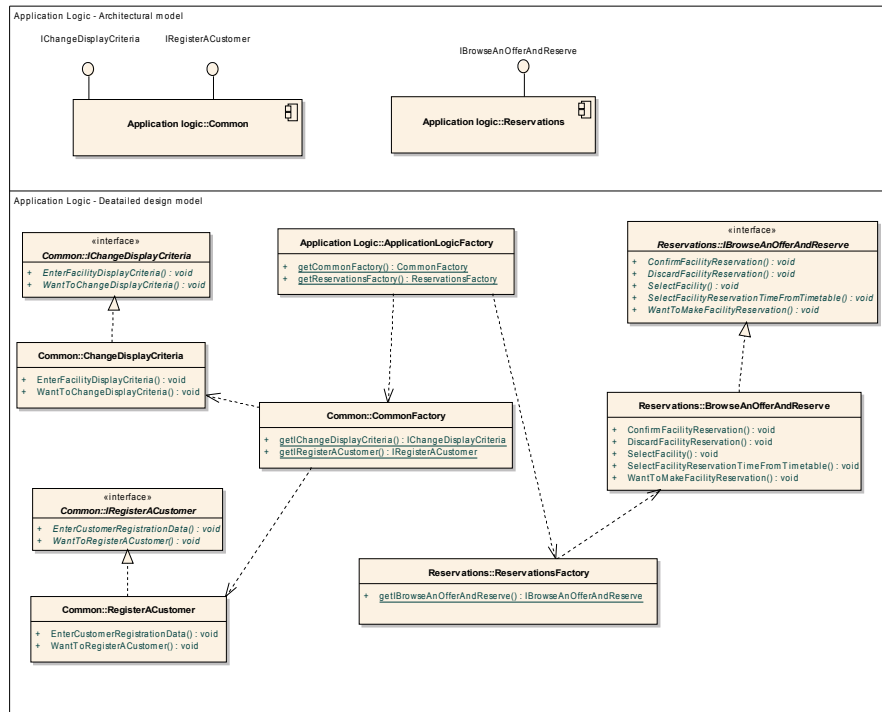 Application Logic - Architectural model
IChangeDisplayCriteria
IRegisterACustomer
IBrowseAnOfferAndReserve
Application logic::Common
Application logic::Reservations
Application Logic - Deatailed design model
«interface»
Common::IChangeDisplayCriteria
+ EnterFacilityDisplayCriteria() : void
+ WantToChangeDisplayCriteria() : void
Application Logic::ApplicationLogicFactory
+ getCommonFactory() : CommonFactory
+ getReservationsFactory() : ReservationsFactory
«interface»
Reservations::IBrowseAnOfferAndReserve
+ ConfirmFacilityReservation() : void
+ DiscardFacilityReservation() : void
+ SelectFacility() : void
+ SelectFacilityReservationTimeFromTimetable() : void
+ WantToMakeFacilityReservation() : void
Common::ChangeDisplayCriteria
+ EnterFacilityDisplayCriteria() : void
+ WantToChangeDisplayCriteria() : void
Common::CommonFactory
+ getIChangeDisplayCriteria() : IChangeDisplayCriteria
+ getIRegisterACustomer() : IRegisterACustomer
Reservations::BrowseAnOfferAndReserve
+ ConfirmFacilityReservation() : void
+ DiscardFacilityReservation() : void
+ SelectFacility() : void
+ SelectFacilityReservationTimeFromTimetable() : void
+ WantToMakeFacilityReservation() : void
«interface»
Common::IRegisterACustomer
+ EnterCustomerRegistrationData() : void
+ WantToRegisterACustomer() : void
Reservations::ReservationsFactory
+ getIBrowseAnOfferAndReserve() : IBrowseAnOfferAndReserve
Common::RegisterACustomer
+ EnterCustomerRegistrationData() : void
+ WantToRegisterACustomer() : void